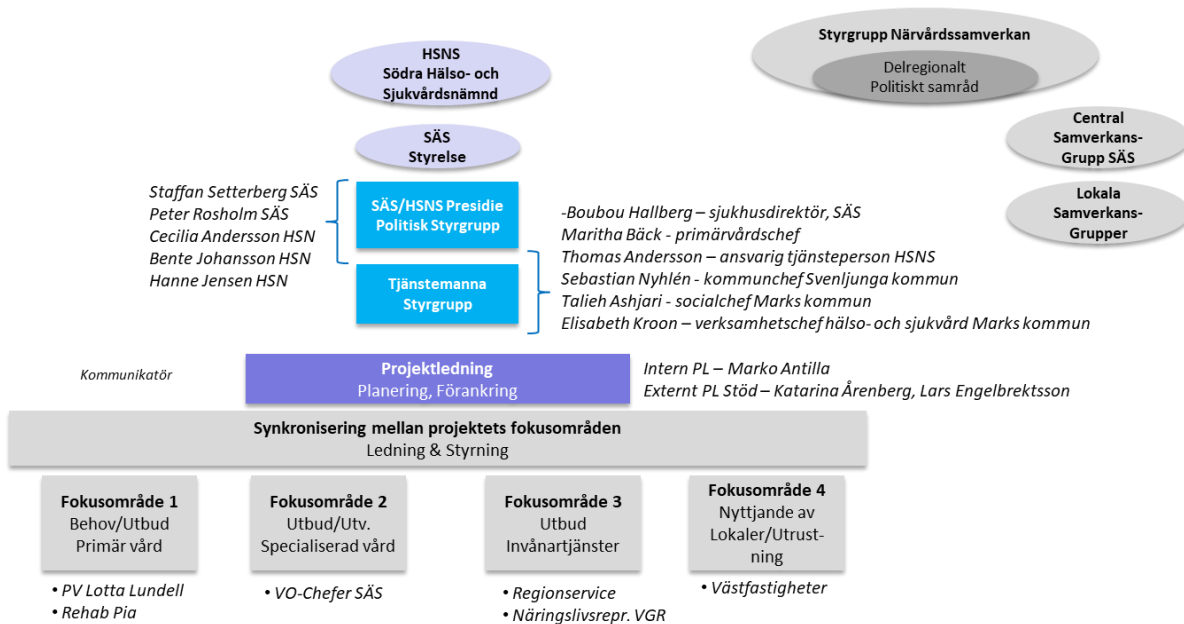 HSNS
Södra Hälso- och
Sjukvårdsnämnd
Styrgrupp Närvårdssamverkan
Delregionalt
Politiskt samråd
SÄS
Styrelse
Central
Samverkans-
Grupp SÄS
Staffan Setterberg SÄS
Peter Rosholm SÄS
Cecilia Andersson HSN
Bente Johansson HSN
Hanne Jensen HSN
SÄS/HSNS Presidie
Politisk Styrgrupp
Tjänstemanna
Styrgrupp
-Boubou Hallberg – sjukhusdirektör, SÄS
Maritha Bäck - primärvårdschef
Thomas Andersson – ansvarig tjänsteperson HSNS
Sebastian Nyhlén - kommunchef Svenljunga kommun
Talieh Ashjari - socialchef Marks kommun
Elisabeth Kroon – verksamhetschef hälso- och sjukvård Marks kommun
Lokala
Samverkans-
Grupper
Kommunikatör
Projektledning
Planering, Förankring
Intern PL – Marko Antilla
Externt PL Stöd – Katarina Årenberg, Lars Engelbrektsson
Synkronisering mellan projektets fokusområden
Ledning & Styrning
Fokusområde 1
Behov/Utbud
Primär vård
• PV Lotta Lundell
• Rehab Pia
Fokusområde 2
Utbud/Utv.
Specialiserad vård
• VO-Chefer SÄS
Fokusområde 3
Utbud
Invånartjänster
• Regionservice
• Näringslivsrepr. VGR
Fokusområde 4
Nyttjande av
Lokaler/Utrust-
ning
• Västfastigheter